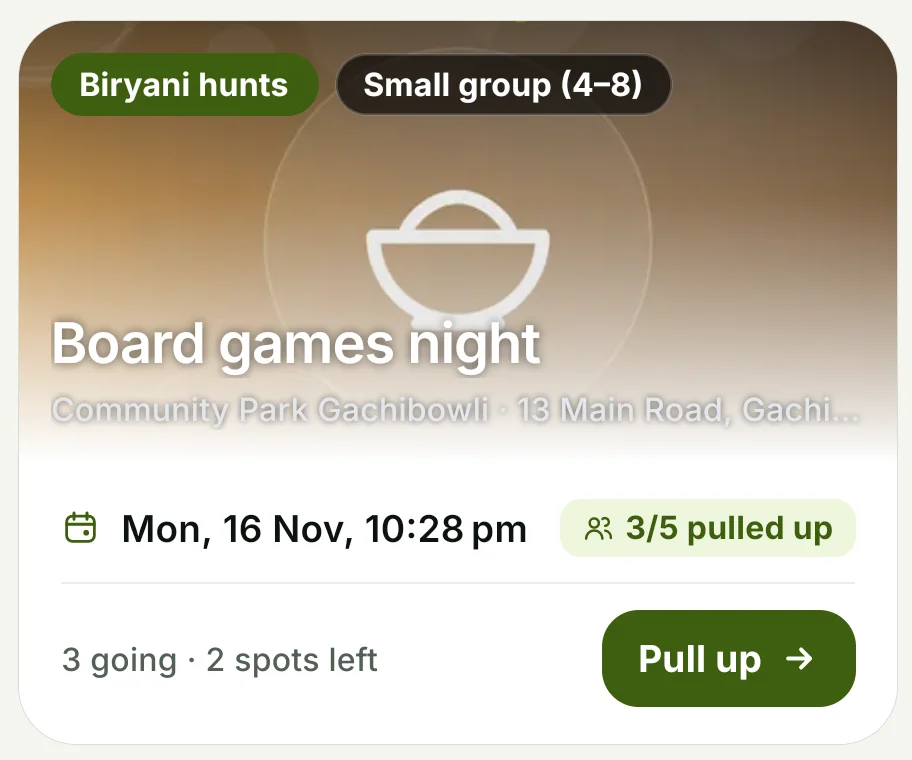 Biryani hunts
Small group (4–8)
Board games night
Community Park Gachibowli · 13 Main Road, Gachi...
Mon, 16 Nov, 10:28 pm
3/5 pulled up
3 going · 2 spots left
Pull up →